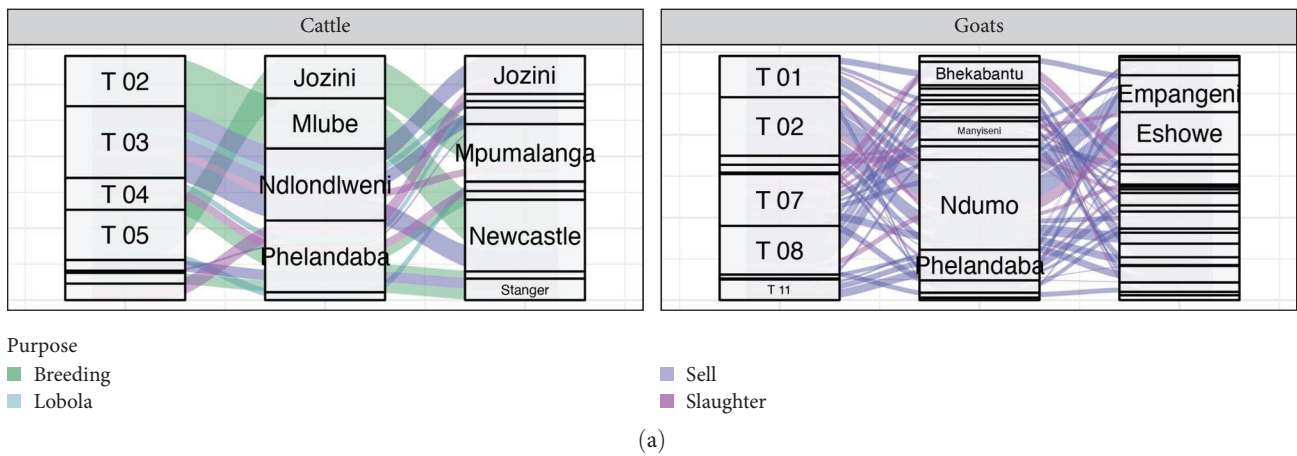 Cattle
Goats
T 02
T 03
T 04
T 05
Jozini
Mlube
Ndlondlweni
Phelandaba
Jozini
Mpumalanga
Newcastle
Stanger
T 01
T 02
T 07
T 08
T 11
Bhekabantu
Manyiseni
Ndumo
Phelandaba
Empangeni
Eshowe
Purpose
Breeding
Lobola
Sell
Slaughter
(a)